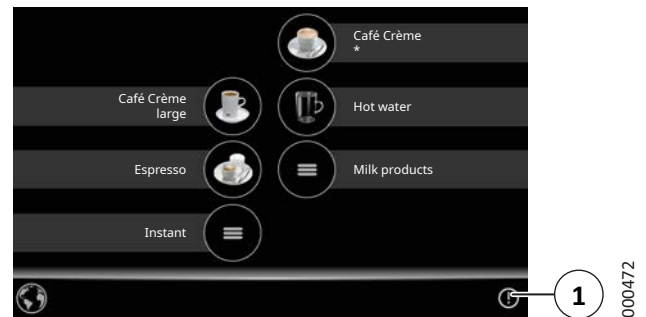 Café Crème
*
Café Crème
large
Hot water
Espresso
Milk products
Instant
1
000472